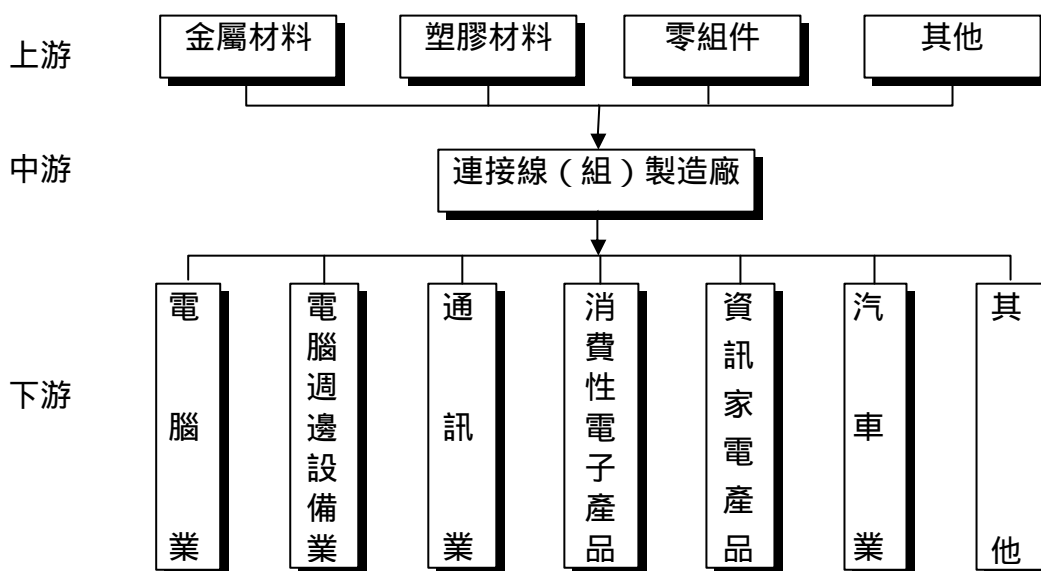 上游
金屬材料
塑膠材料
零組件
其他
中游
連接線（組）製造廠
下游
電腦業
電腦週邊設備業
通訊業
消費性電子產品
資訊家電產品
汽車業
其他